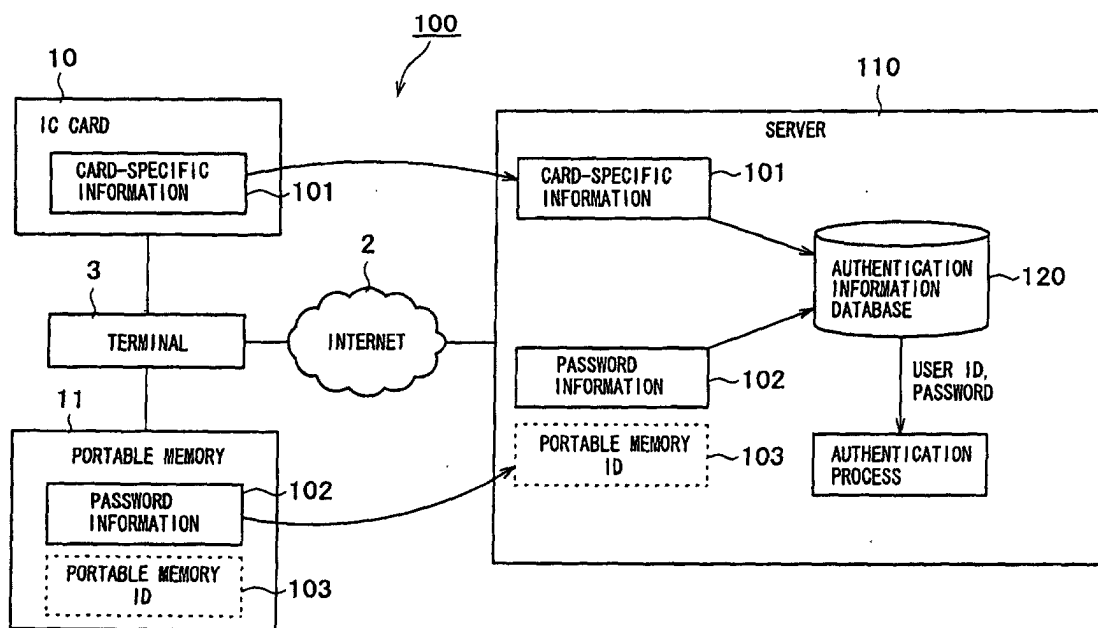 100
10
IC CARD
CARD-SPECIFIC
INFORMATION
101
3
TERMINAL
2
INTERNET
11
PORTABLE MEMORY
PASSWORD
INFORMATION
102
PORTABLE MEMORY
ID
103
110
SERVER
CARD-SPECIFIC
INFORMATION
101
AUTHENTICATION
INFORMATION
DATABASE
120
PASSWORD
INFORMATION
102
USER ID,
PASSWORD
PORTABLE MEMORY
ID
103
AUTHENTICATION
PROCESS